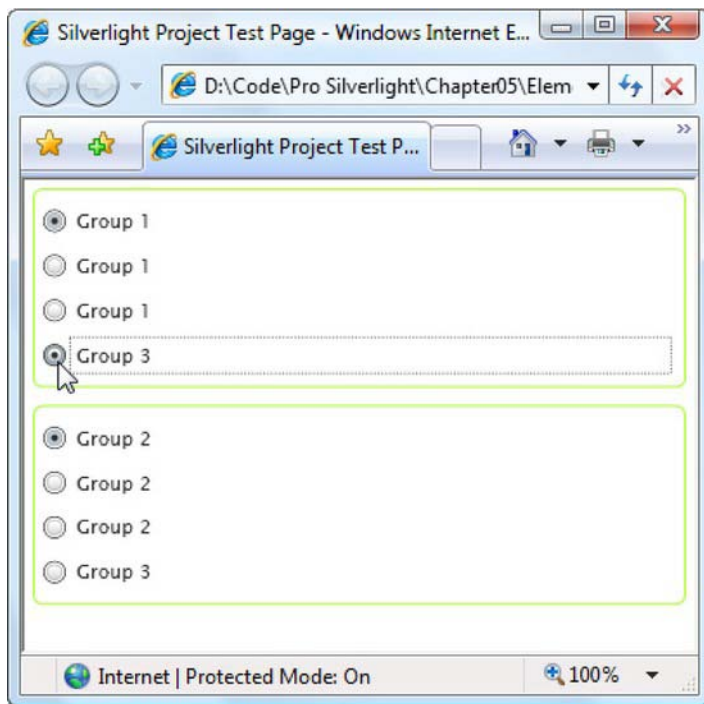 Silverlight Project Test Page - Windows Internet E...
D:\Code\Pro Silverlight\Chapter05\Elem
Silverlight Project Test P...
Group 1
Group 1
Group 1
Group 3
Group 2
Group 2
Group 2
Group 3
Internet | Protected Mode: On
100%